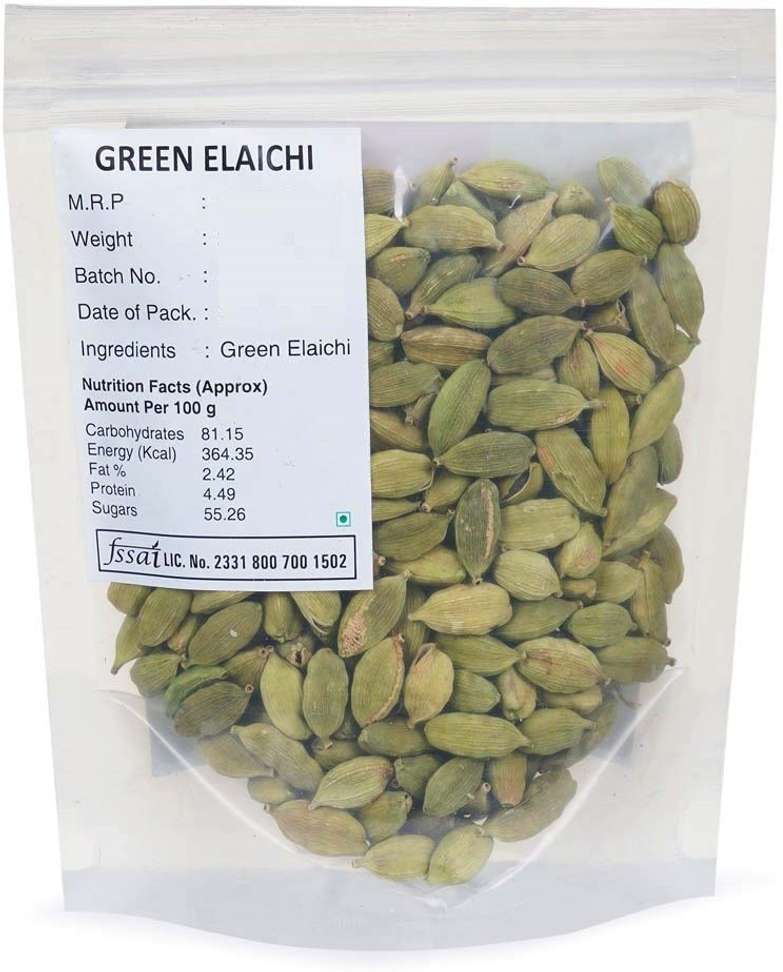 GREEN ELAICHI
M.R.P :
Weight :
Batch No. :
Date of Pack. :
Ingredients : Green Elaichi
Nutrition Facts (Approx)
Amount Per 100 g
Carbohydrates 81.15
Energy (Kcal) 364.35
Fat % 2.42
Protein 4.49
Sugars 55.26
fssai LIC. No. 2331 800 700 1502